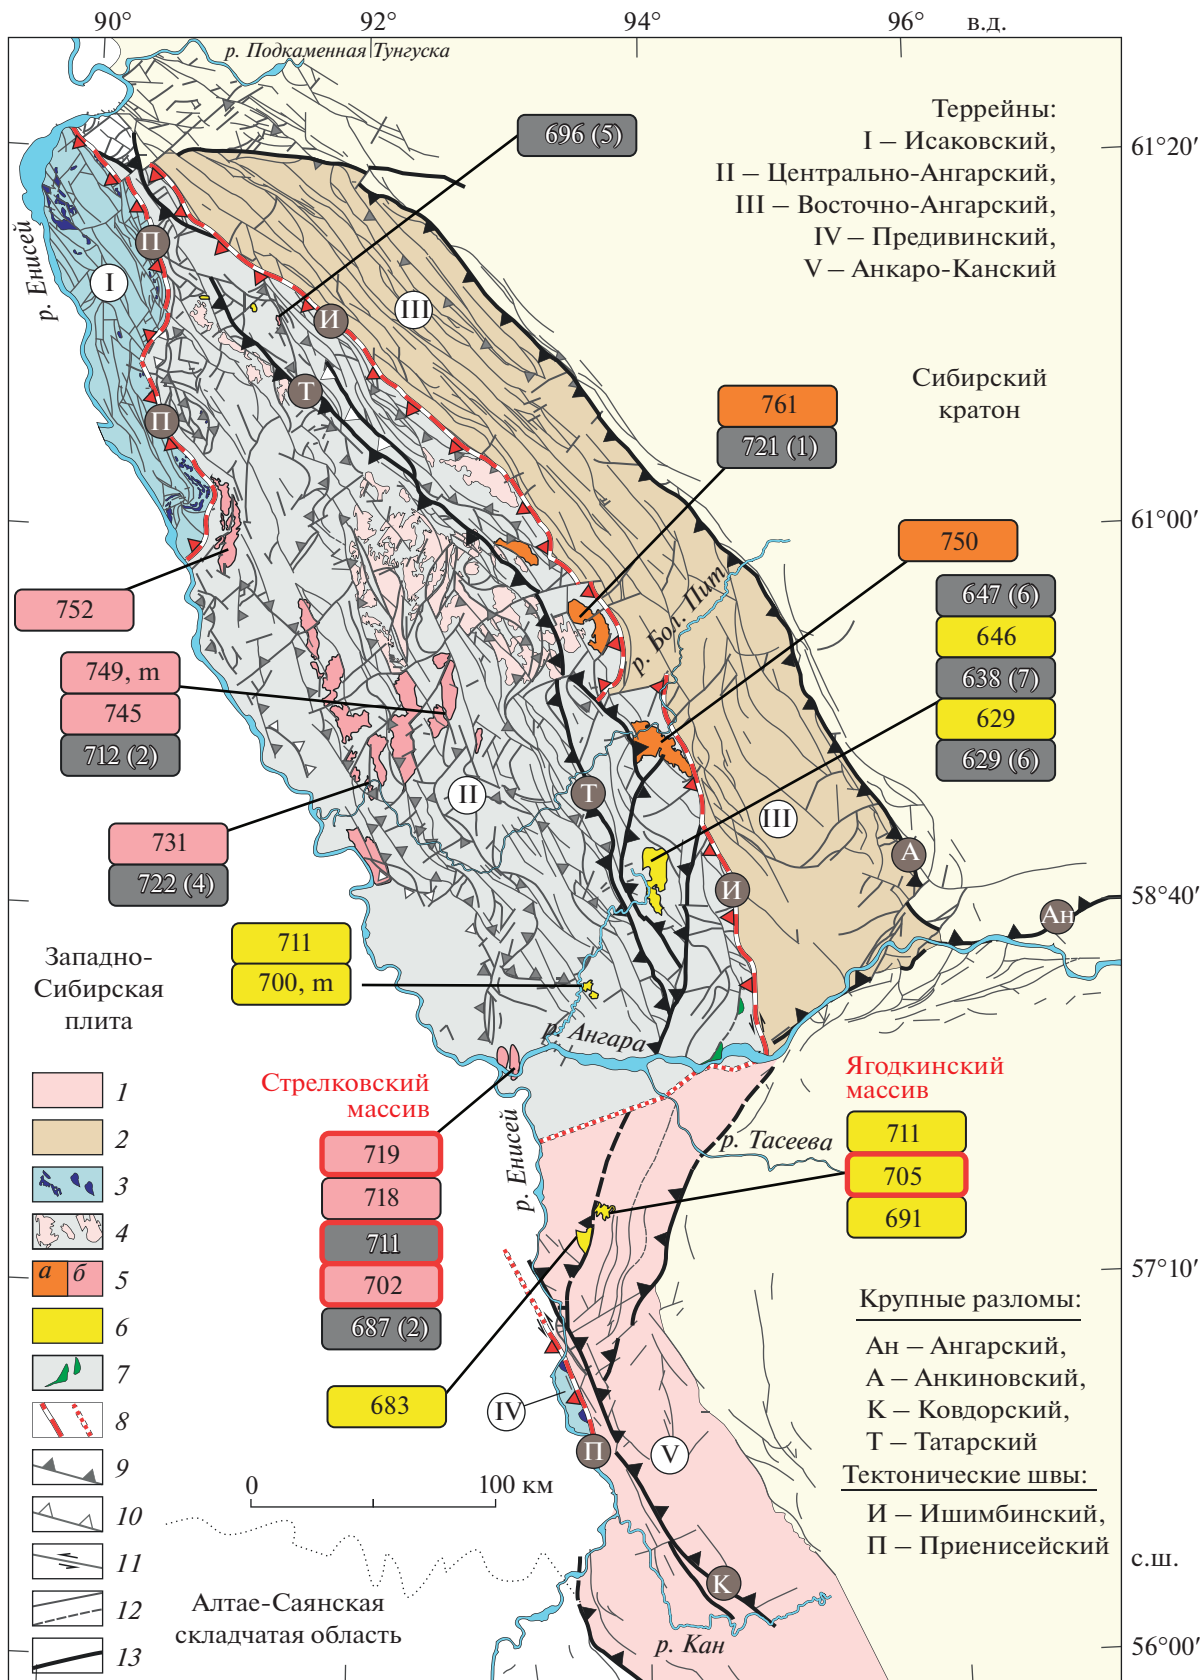 90°
92°
94°
96°
в.д.
р. Подкаменная Тунгуска
696 (5)
Террейны:
I – Исаковский,
II – Центрально-Ангарский,
III – Восточно-Ангарский,
IV – Предивинский,
V – Анкаро-Канский
61°20′
р. Енисей
П
I
И
III
Т
П
Сибирский
кратон
761
721 (1)
61°00′
750
р. Бол. Пит
647 (6)
646
638 (7)
629
629 (6)
752
749, m
745
712 (2)
II
Т
III
731
722 (4)
А
И
Ан
58°40′
711
700, m
Западно-
Сибирская
плита
р. Ангара
Стрелковский
массив
719
718
711
702
687 (2)
р. Енисей
Ягодкинский
массив
711
705
691
р. Тасеева
57°10′
683
IV
П
V
К
Крупные разломы:
Ан – Ангарский,
А – Анкиновский,
К – Ковдорский,
Т – Татарский
Тектонические швы:
И – Ишимбинский,
П – Приенисейский
с.ш.
0
100 км
Алтае-Саянская
складчатая область
р. Кан
56°00′
1
2
3
4
а
б
5
6
7
8
9
10
11
12
13